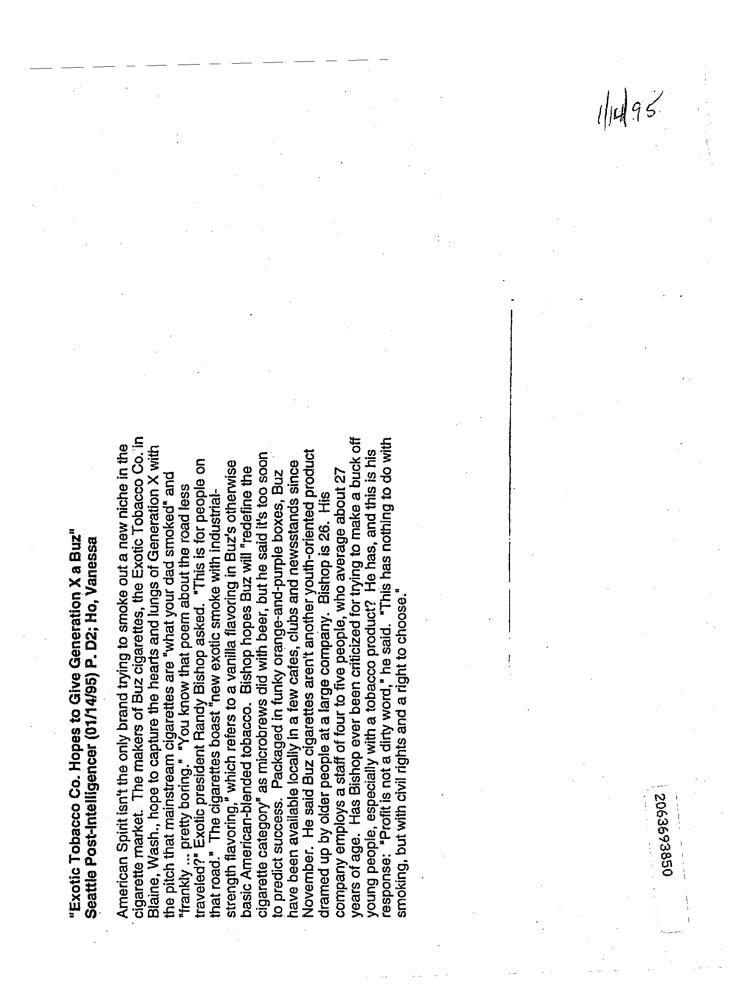 1/14/95
"Exotic Tobacco Co. Hopes to Give Generation X a Buz"
Seattle Post-Intelligencer (01/14/95) P. D2; Ho, Vanessa
American Spirit isn't the only brand trying to smoke out a new niche in the
cigarette market. The makers of Buz cigarettes, the Exotic Tobacco Co. in
Blaine, Wash., hope to capture the hearts and lungs of Generation X with
the pitch that mainstream cigarettes are "what your dad smoked" and
"frankly ... pretty boring." "You know that poem about the road less
traveled?" Exotic president Randy Bishop asked. "This is for people on
that road." The cigarettes boast "new exotic smoke with industrial-
strength flavoring," which refers to a vanilla flavoring in Buz's otherwise
basic American-blended tobacco. Bishop hopes Buz will "redefine the
cigarette category" as microbrews did with beer, but he said it's too soon
to predict success. Packaged in funky orange-and-purple boxes, Buz
have been available locally in a few cafes, clubs and newsstands since
November. He said Buz cigarettes aren't another youth-oriented product
dramed up by older people at a large company. Bishop is 26. His
company employs a staff of four to five people, who average about 27
years of age. Has Bishop ever been criticized for trying to make a buck off
young people, especially with a tobacco product? He has, and this is his
response: "Profit is not a dirty word," he said. "This has nothing to do with
smoking, but with civil rights and a right to choose."
2063693850